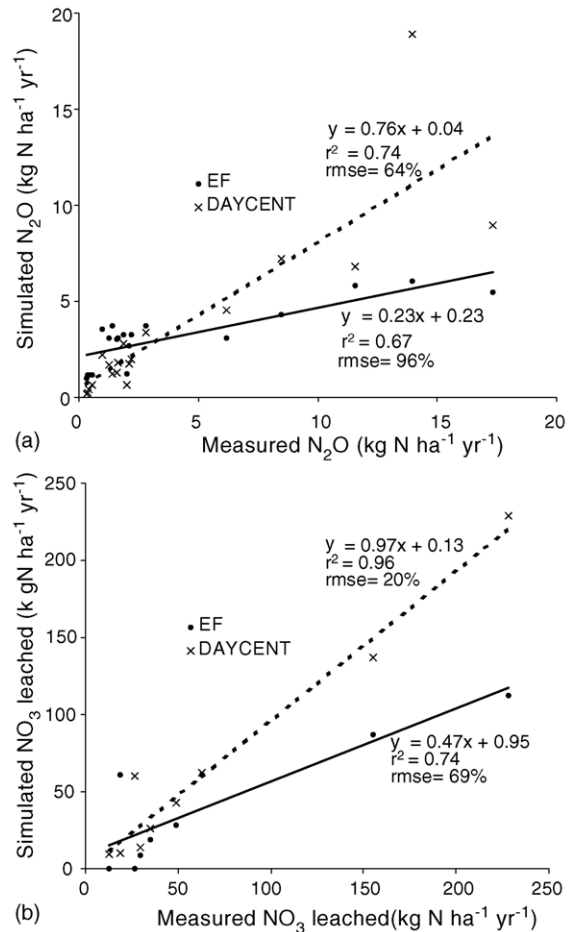 20
15
10
5
0
Simulated N₂O (kg N ha⁻¹ yr⁻¹)
y = 0.76x + 0.04
r² = 0.74
rmse= 64%
EF
DAYCENT
y = 0.23x + 0.23
r² = 0.67
rmse= 96%
0 5 10 15 20
(a) Measured N₂O (kg N ha⁻¹ yr⁻¹)
250
200
150
100
50
0
Simulated NO₃ leached (k gN ha⁻¹ yr⁻¹)
y = 0.97x + 0.13
r² = 0.96
rmse= 20%
EF
DAYCENT
y = 0.47x + 0.95
r² = 0.74
rmse= 69%
0 50 100 150 200 250
(b) Measured NO₃ leached(kg N ha⁻¹ yr⁻¹)